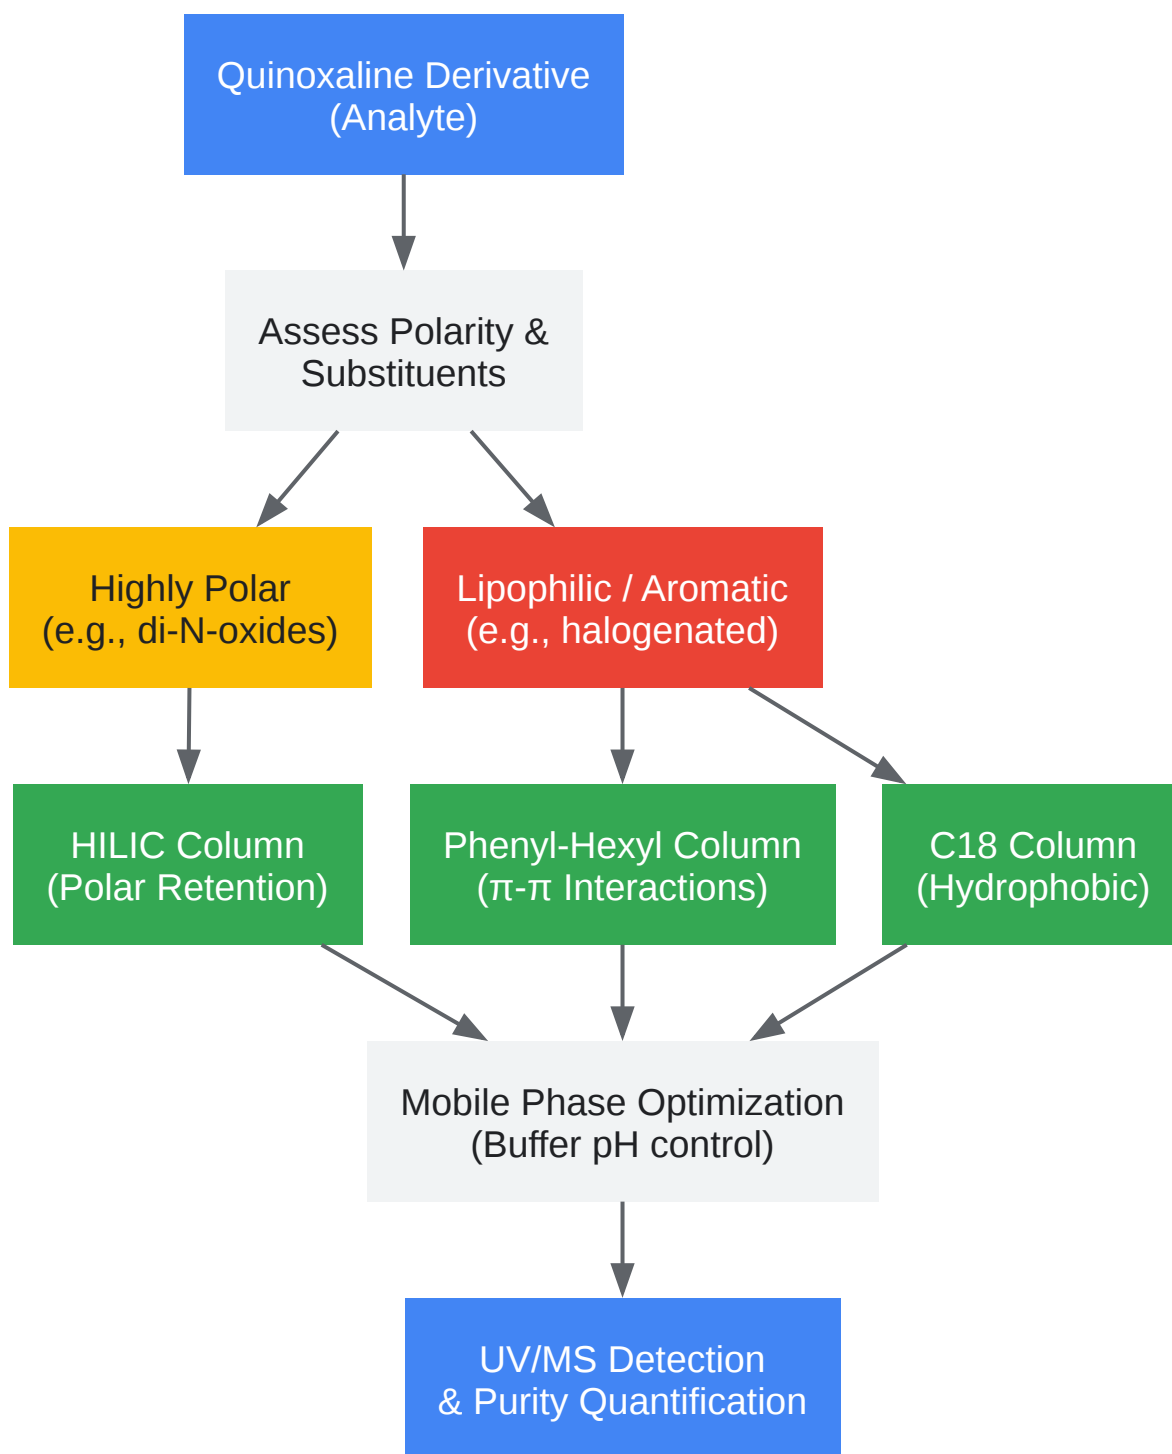 Quinoxaline Derivative
(Analyte)
Assess Polarity &
Substituents
Highly Polar
(e.g., di-N-oxides)
Lipophilic / Aromatic
(e.g., halogenated)
HILIC Column
(Polar Retention)
Phenyl-Hexyl Column
(π-π Interactions)
C18 Column
(Hydrophobic)
Mobile Phase Optimization
(Buffer pH control)
UV/MS Detection
& Purity Quantification